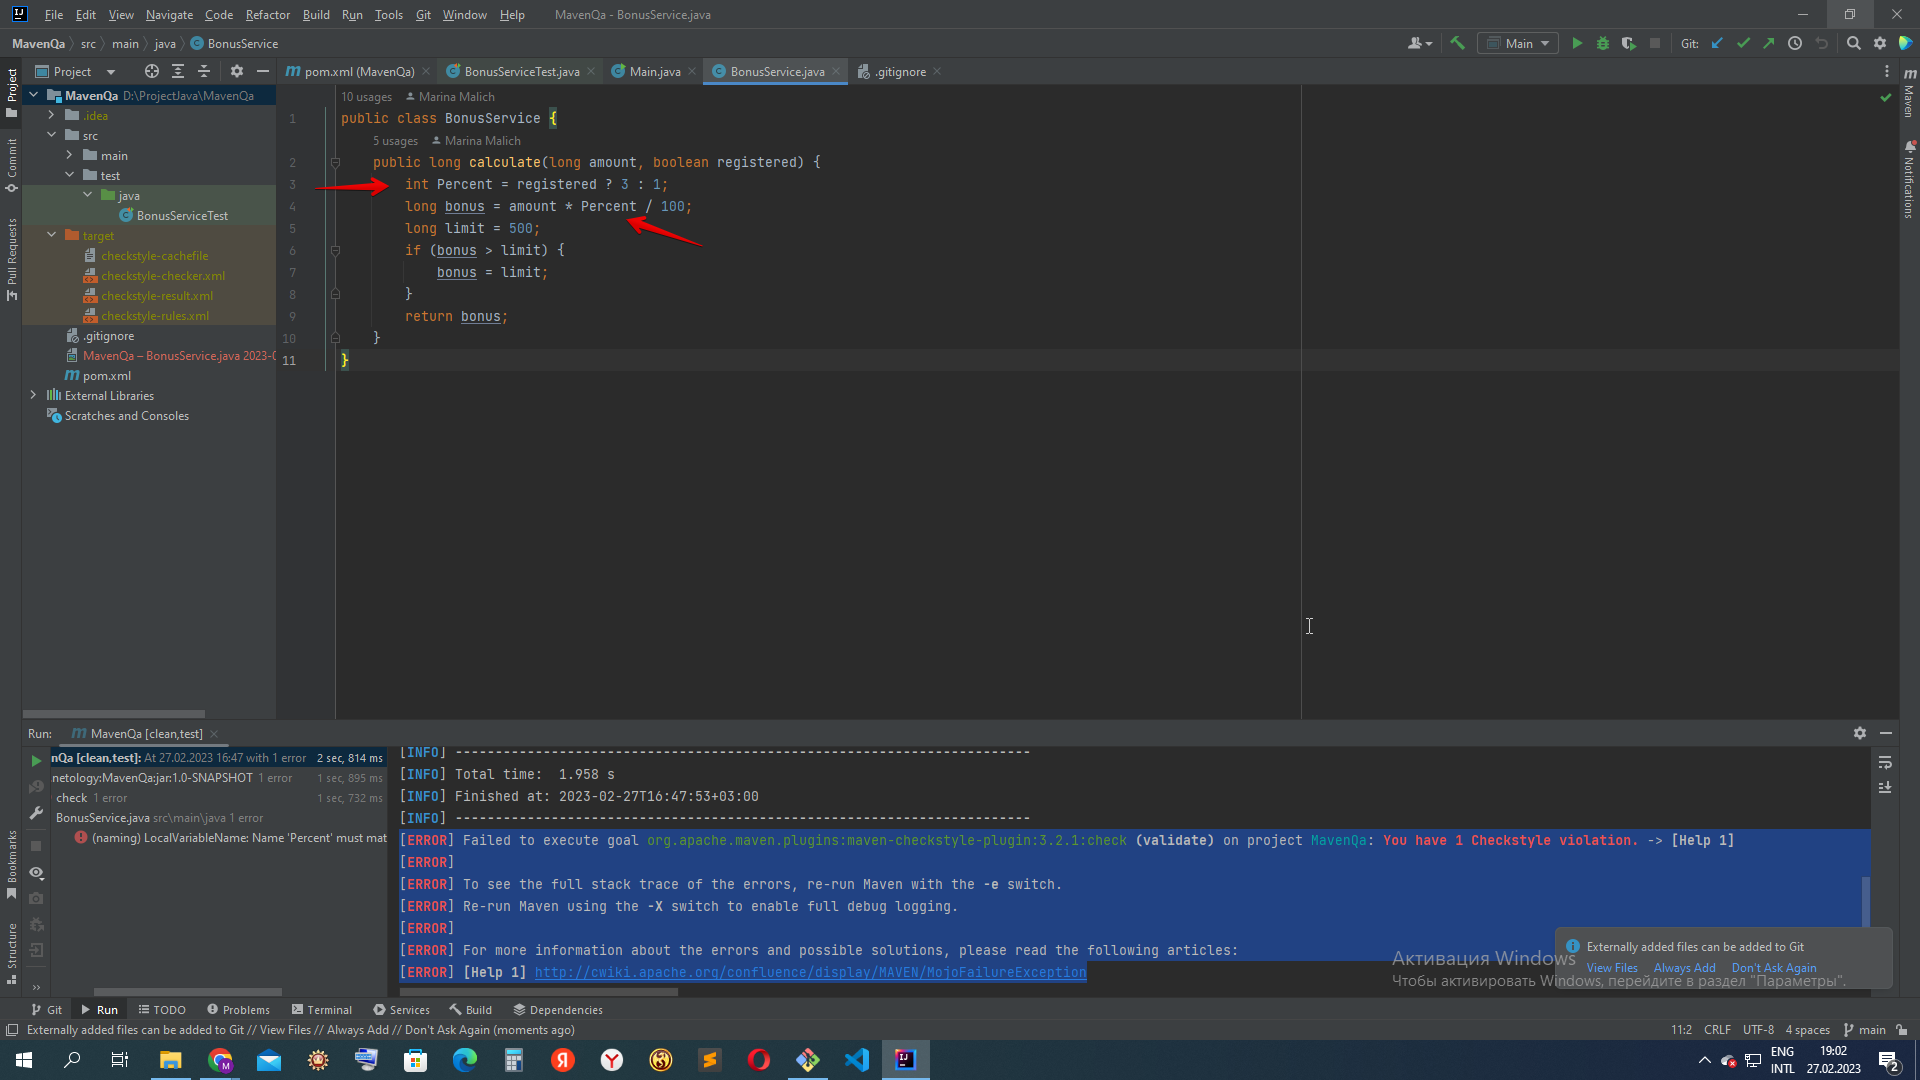 File Edit View Navigate Code Refactor Build Run Tools Git Window Help MavenQa - BonusService.java
MavenQa src main java BonusService Main Git:
Project pom.xml (MavenQa) BonusServiceTest.java Main.java BonusService.java .gitignore
Project
Commit
Pull Requests
Bookmarks
Structure
Maven
Notifications
MavenQa D:\ProjectJava\MavenQa
.idea
src
main
test
java
BonusServiceTest
target
checkstyle-cachefile
checkstyle-checker.xml
checkstyle-result.xml
checkstyle-rules.xml
.gitignore
MavenQa – BonusService.java 2023-0
pom.xml
External Libraries
Scratches and Consoles
10 usages Marina Malich
1 public class BonusService {
5 usages Marina Malich
2 public long calculate(long amount, boolean registered) {
3 int Percent = registered ? 3 : 1;
4 long bonus = amount * Percent / 100;
5 long limit = 500;
6 if (bonus > limit) {
7 bonus = limit;
8 }
9 return bonus;
10 }
11 }
Run: MavenQa [clean,test]
nQa [clean,test]: At 27.02.2023 16:47 with 1 error 2 sec, 814 ms
.netology:MavenQa:jar:1.0-SNAPSHOT 1 error 1 sec, 895 ms
check 1 error 1 sec, 732 ms
BonusService.java src\main\java 1 error
(naming) LocalVariableName: Name 'Percent' must mat
[INFO] ------------------------------------------------------------------------
[INFO] Total time:  1.958 s
[INFO] Finished at: 2023-02-27T16:47:53+03:00
[INFO] ------------------------------------------------------------------------
[ERROR] Failed to execute goal org.apache.maven.plugins:maven-checkstyle-plugin:3.2.1:check (validate) on project MavenQa: You have 1 Checkstyle violation. -> [Help 1]
[ERROR]
[ERROR] To see the full stack trace of the errors, re-run Maven with the -e switch.
[ERROR] Re-run Maven using the -X switch to enable full debug logging.
[ERROR]
[ERROR] For more information about the errors and possible solutions, please read the following articles:
[ERROR] [Help 1] http://cwiki.apache.org/confluence/display/MAVEN/MojoFailureException
Активация Windows
Чтобы активировать Windows, перейдите в раздел "Параметры".
Externally added files can be added to Git
View Files Always Add Don't Ask Again
Git Run TODO Problems Terminal Services Build Dependencies
Externally added files can be added to Git // View Files // Always Add // Don't Ask Again (moments ago) 11:2 CRLF UTF-8 4 spaces main
ENG 19:02
INTL 27.02.2023 2